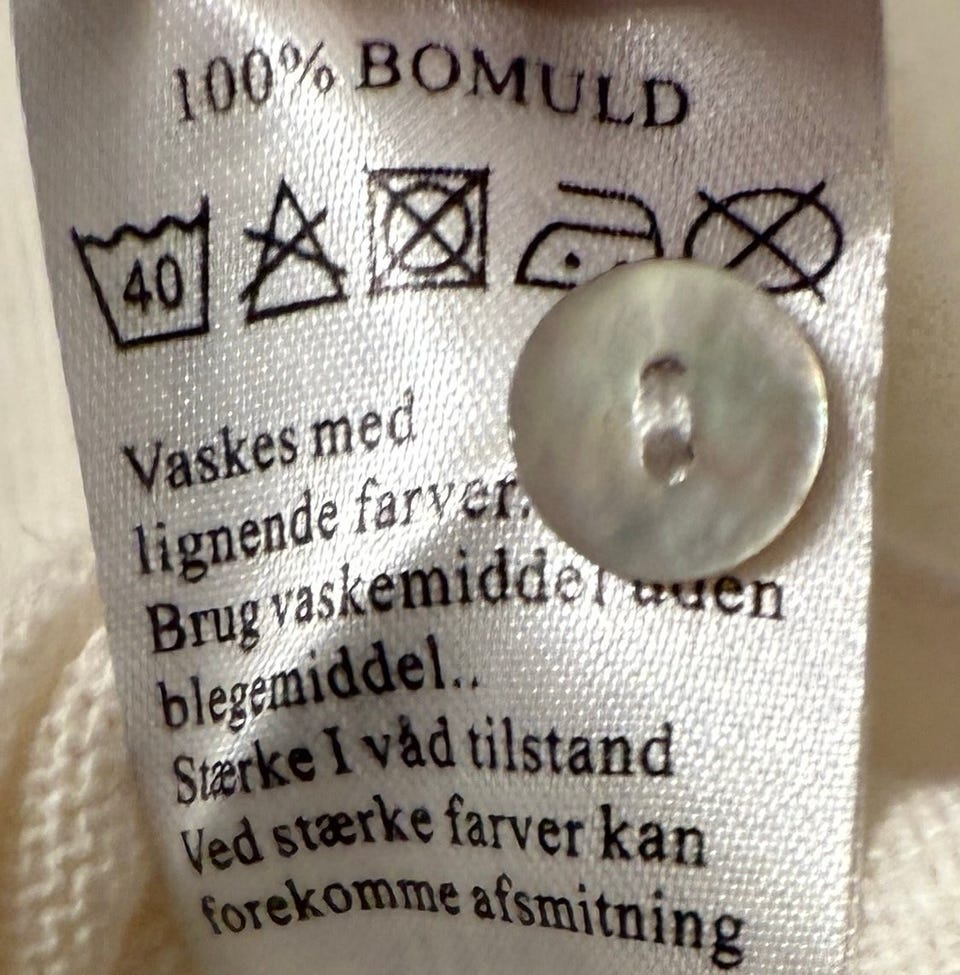 100% BOMULD
40
Vaskes med
lignende farver.
Brug vaskemiddel uden
blegemiddel..
Stærke I våd tilstand
Ved stærke farver kan
forekomme afsmitning